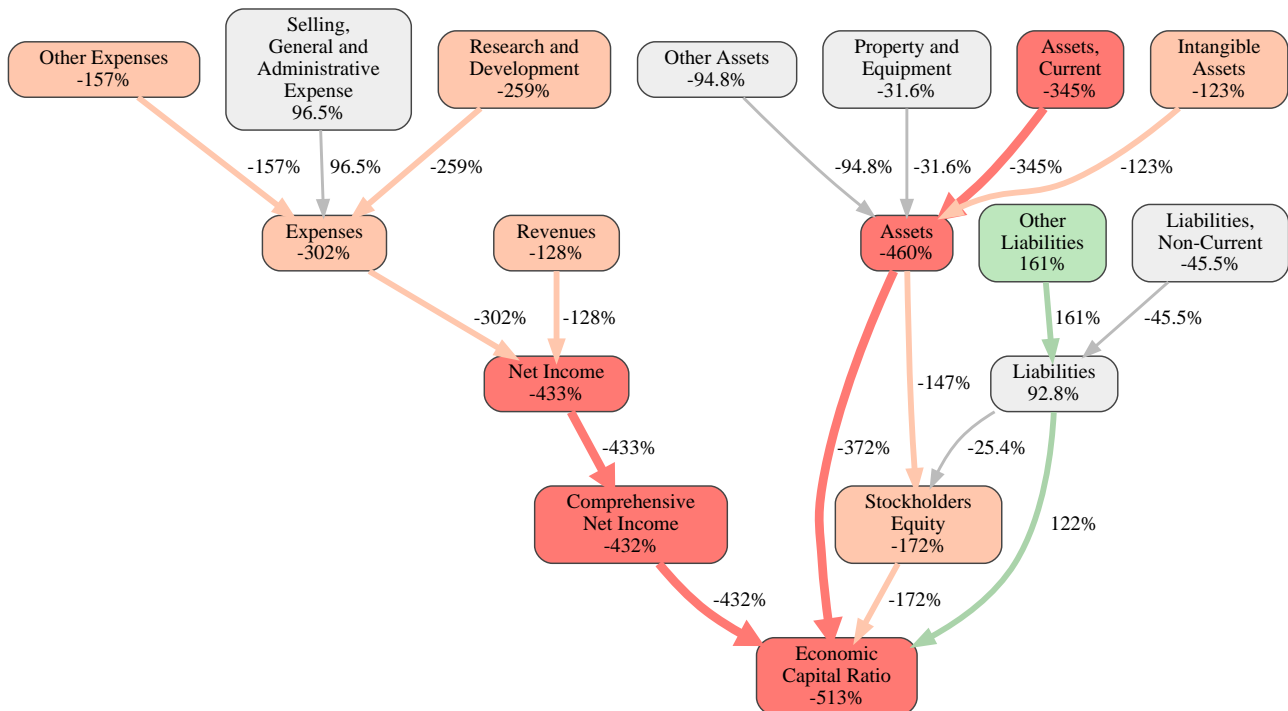 Other Expenses
-157%
Selling,
General and
Administrative
Expense
96.5%
Research and
Development
-259%
Other Assets
-94.8%
Property and
Equipment
-31.6%
Assets,
Current
-345%
Intangible
Assets
-123%
-157%
96.5%
-259%
-94.8%
-31.6%
-345%
-123%
Expenses
-302%
Revenues
-128%
Assets
-460%
Other
Liabilities
161%
Liabilities,
Non-Current
-45.5%
-302%
-128%
161%
-45.5%
Net Income
-433%
-147%
Liabilities
92.8%
-433%
-372%
-25.4%
Comprehensive
Net Income
-432%
Stockholders
Equity
-172%
122%
-432%
-172%
Economic
Capital Ratio
-513%